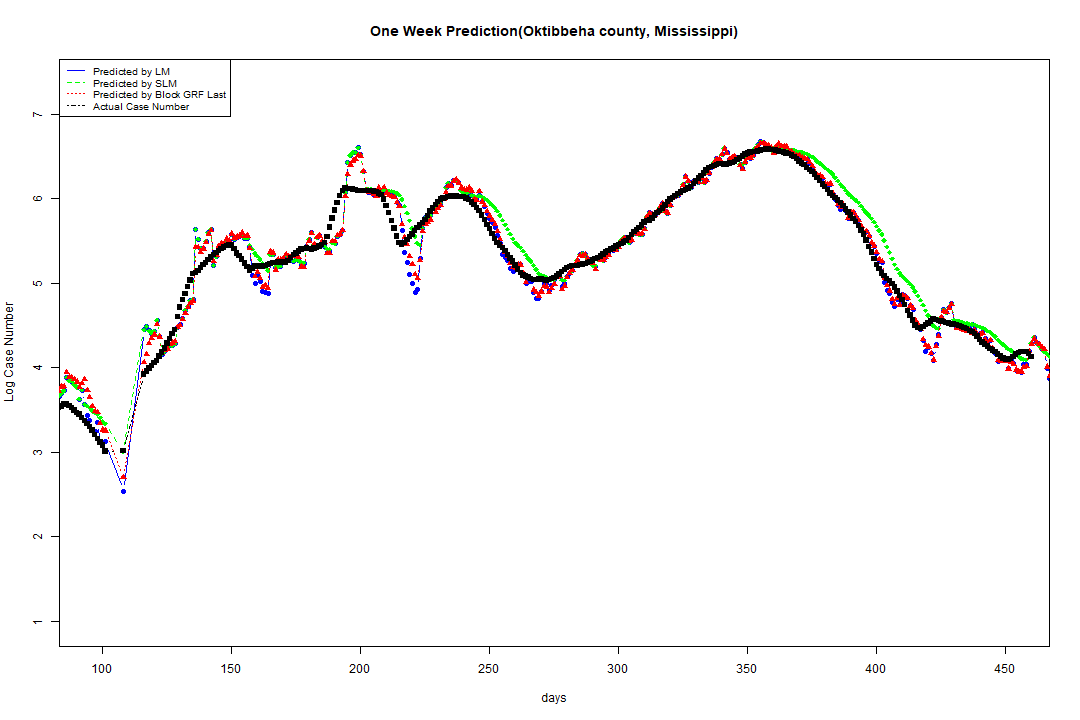 One Week Prediction(Oktibbeha county, Mississippi)
Predicted by LM
Predicted by SLM
Predicted by Block GRF Last
Actual Case Number
7
6
5
4
3
2
1
Log Case Number
100 150 200 250 300 350 400 450
days